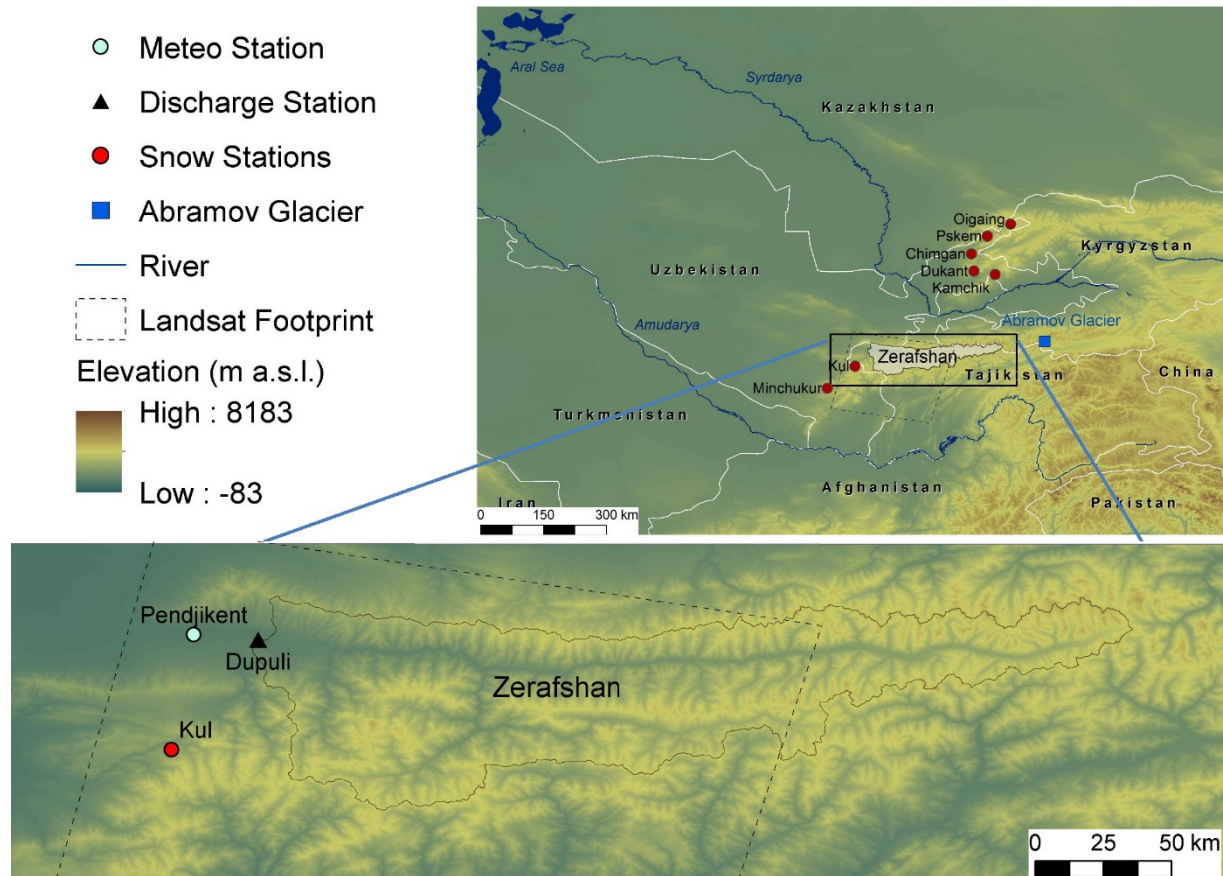 Meteo Station
Discharge Station
Snow Stations
Abramov Glacier
River
Landsat Footprint
Elevation (m a.s.l.)
High : 8183
Low : -83
Aral Sea
Syrdarya
Kazakhstan
Oigaing
Pskem
Kyrgyzstan
Chimgan
Uzbekistan
Dukant
Kamchik
Amudarya
Abramov Glacier
Zerafshan
Kul
Tajikistan
China
Minchukur
Turkmenistan
Afghanistan
Iran
Pakistan
0 150 300 km
Pendjikent
Dupuli
Zerafshan
Kul
0 25 50 km